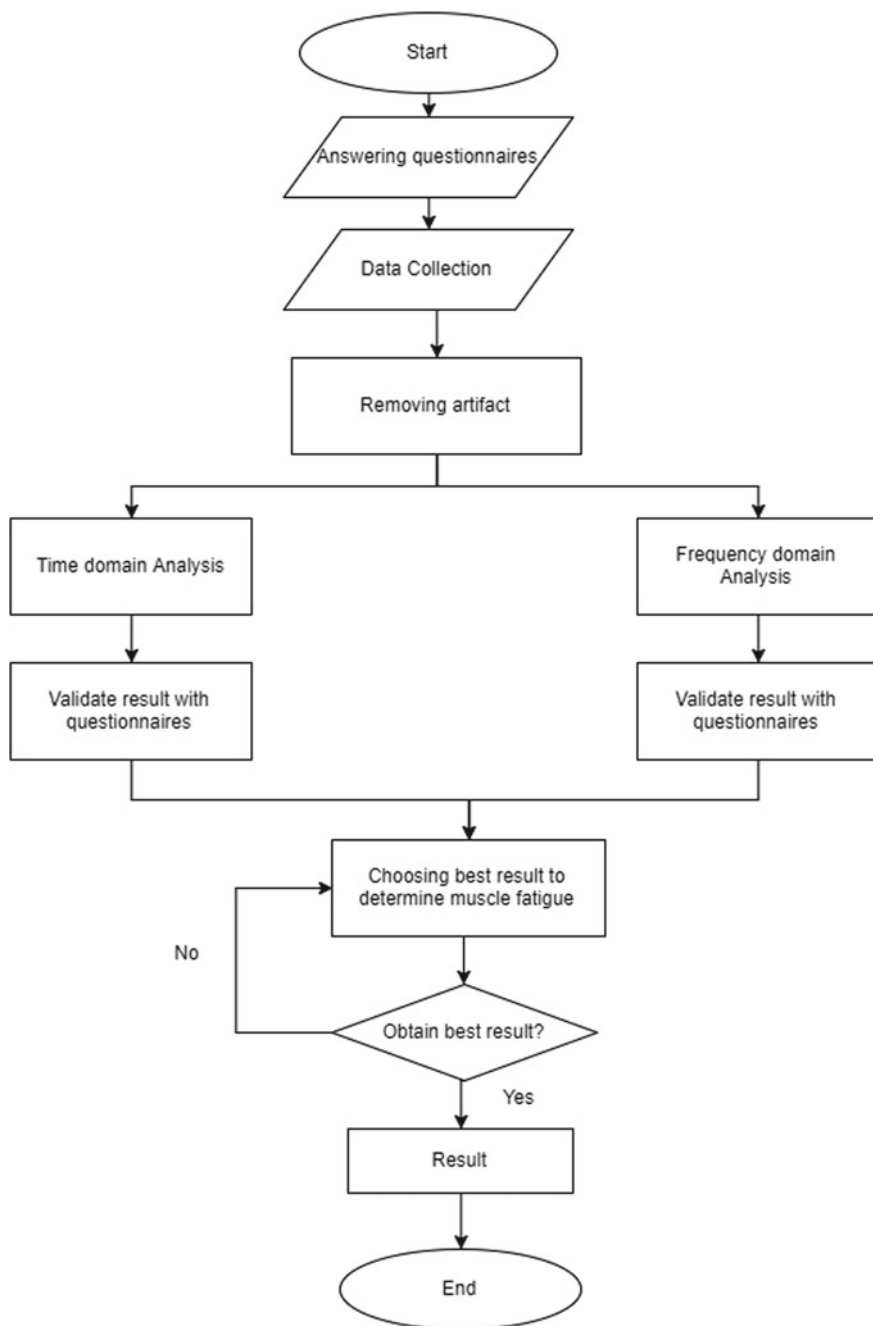 Start
Answering questionnaires
Data Collection
Removing artifact
Time domain Analysis
Frequency domain
Analysis
Validate result with
questionnaires
Validate result with
questionnaires
Choosing best result to
determine muscle fatigue
No
Obtain best result?
Yes
Result
End